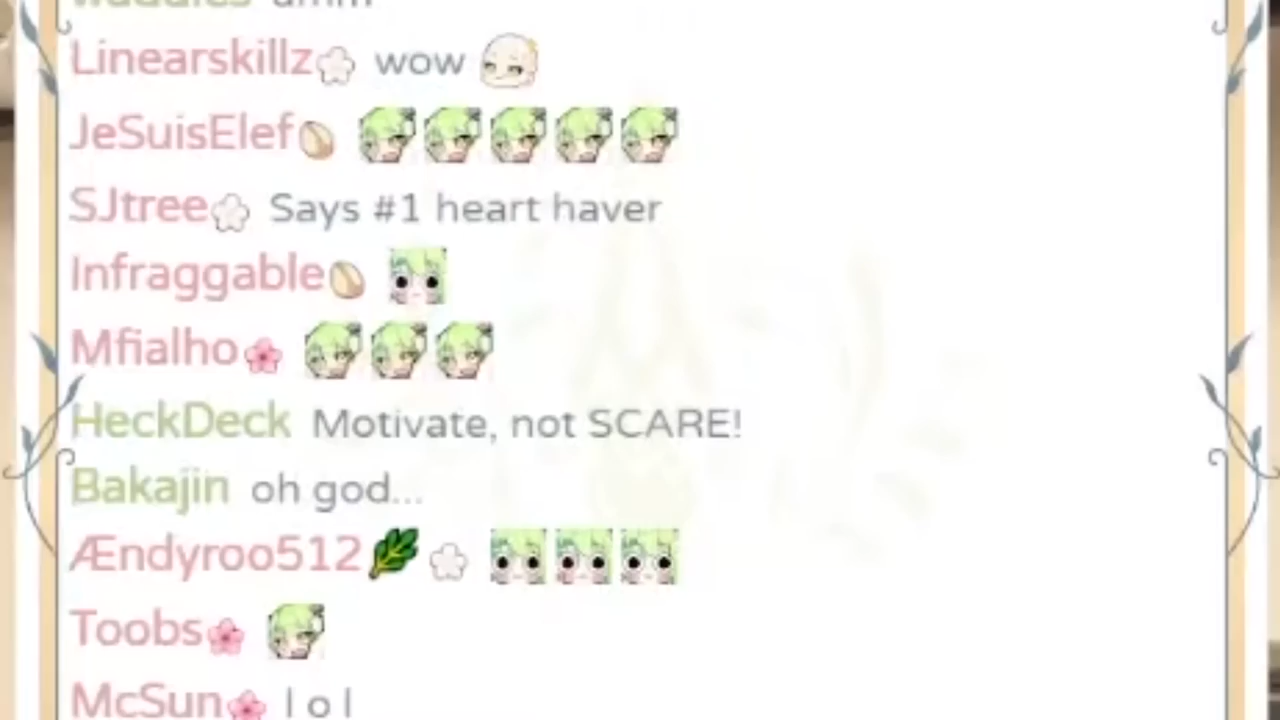 Linearskillz wow
JeSuisElef
SJtree Says #1 heart haver
Infraggable
Mfialho
HeckDeck Motivate, not SCARE!
Bakajin oh god...
Ændyroo512
Toobs
McSun l o l